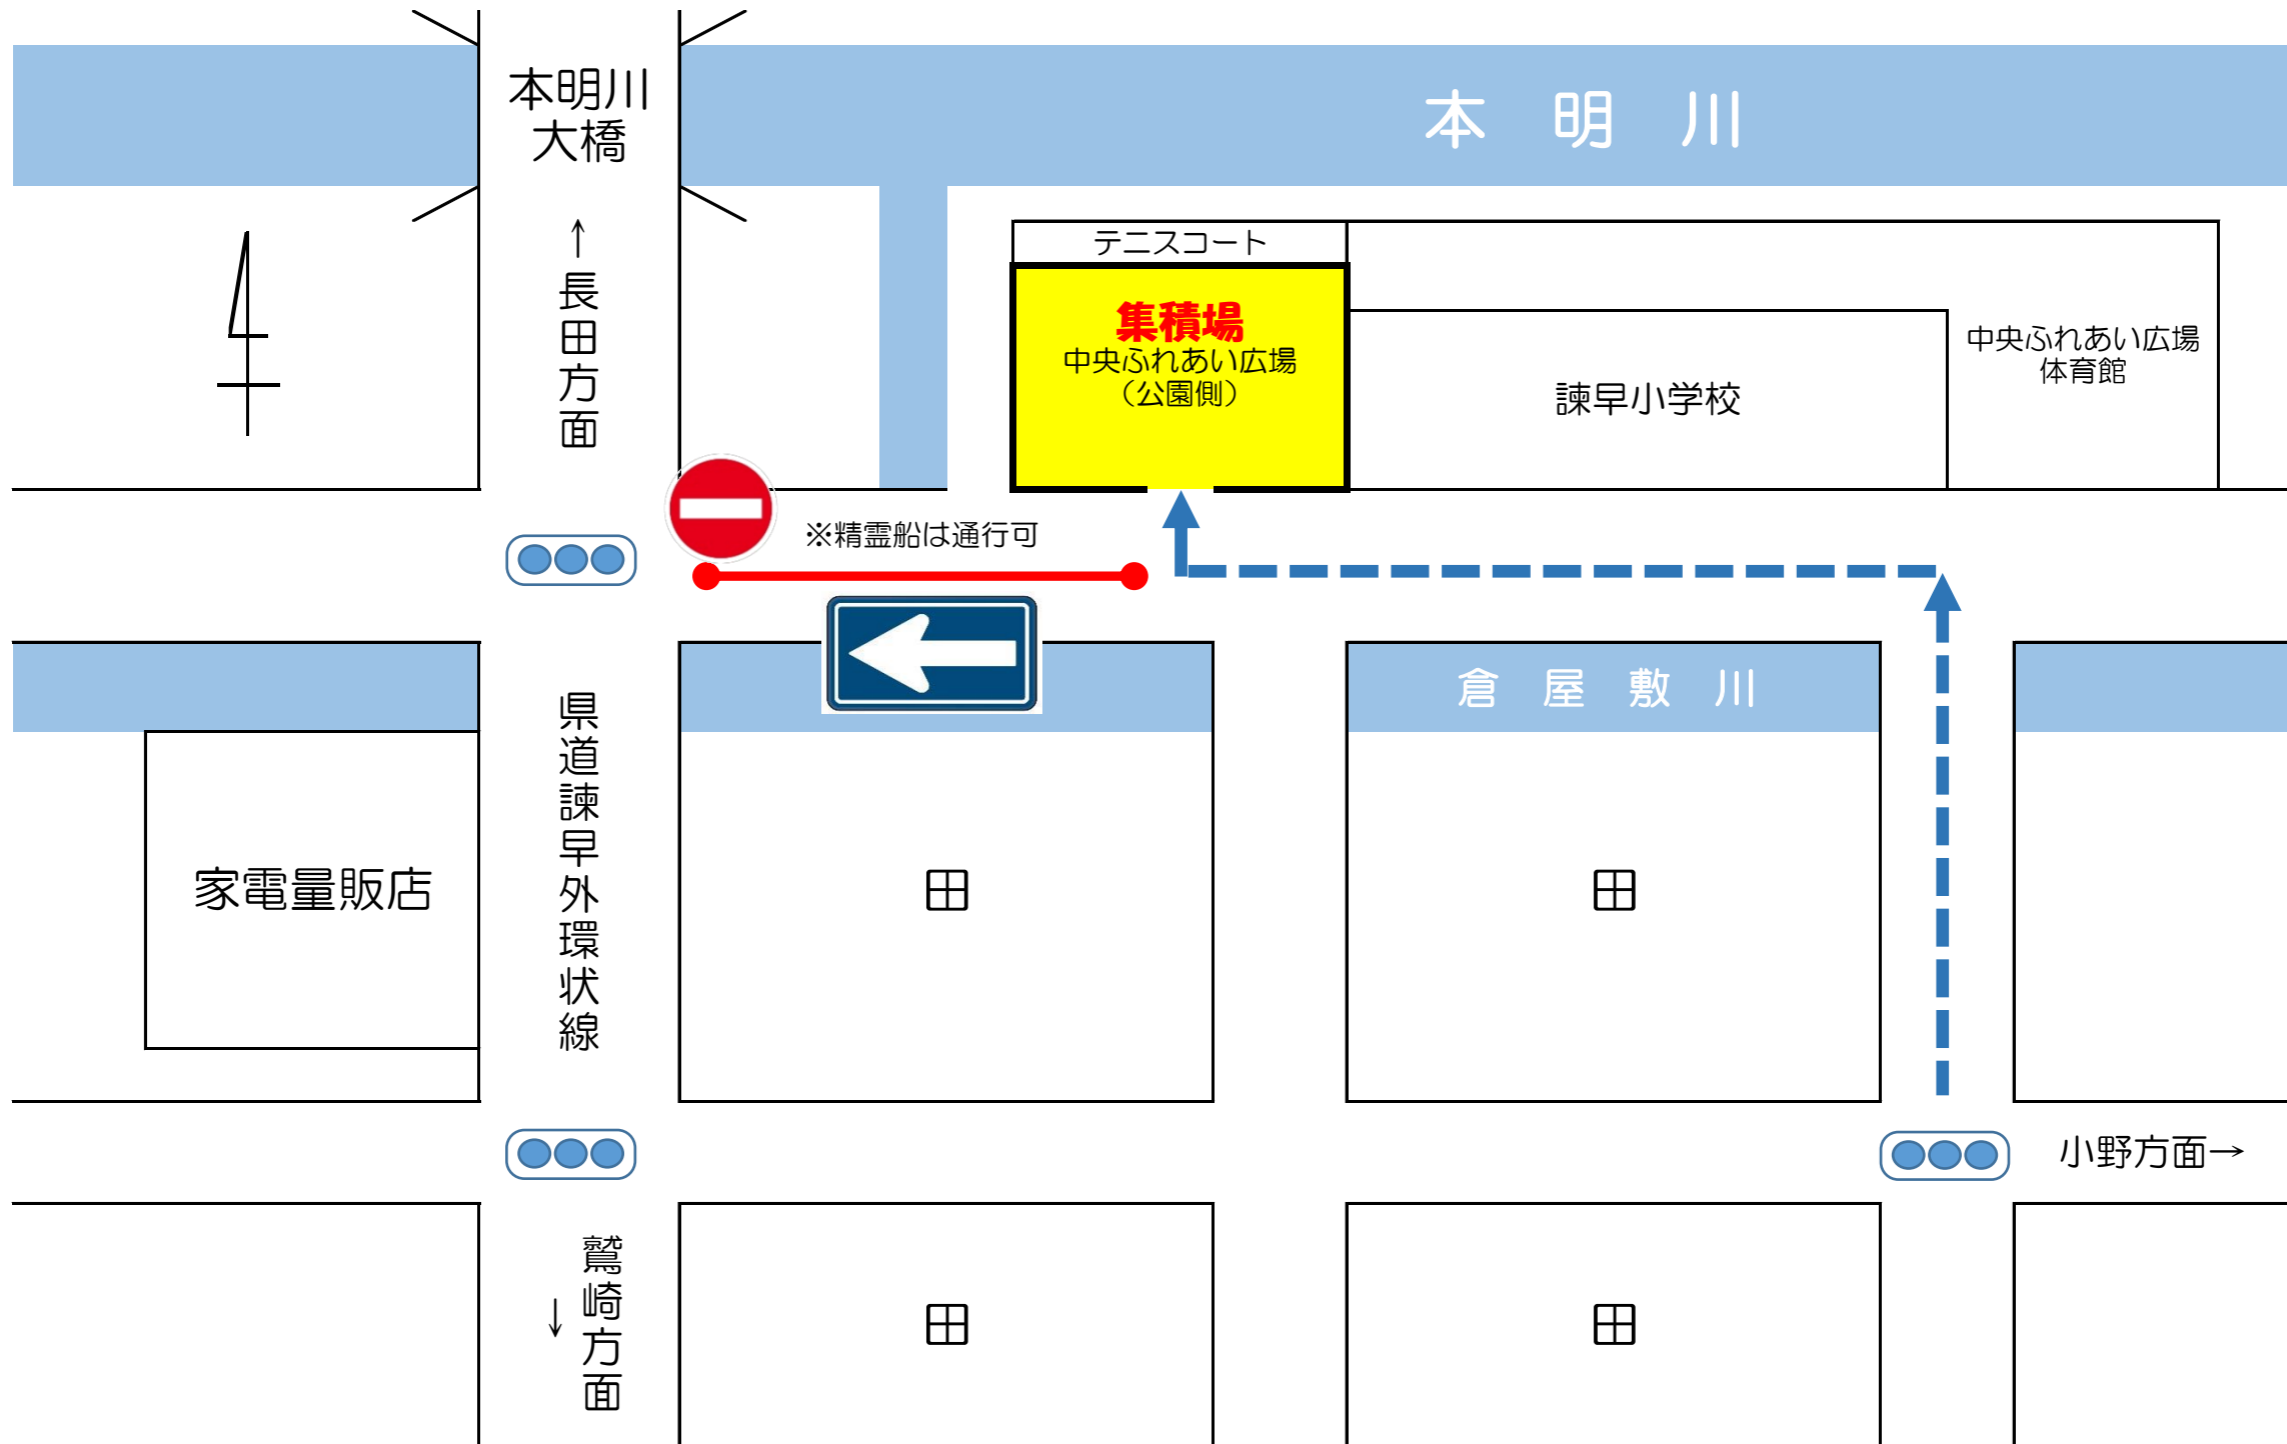 本明川
大橋
本明川
↑長田方面
テニスコート
集積場
中央ふれあい広場
（公園側）
諫早小学校
中央ふれあい広場
体育館
※精霊船は通行可
倉屋敷川
県道諫早外環状線
家電量販店
田
田
小野方面→
鷲崎方面
↓
田
田